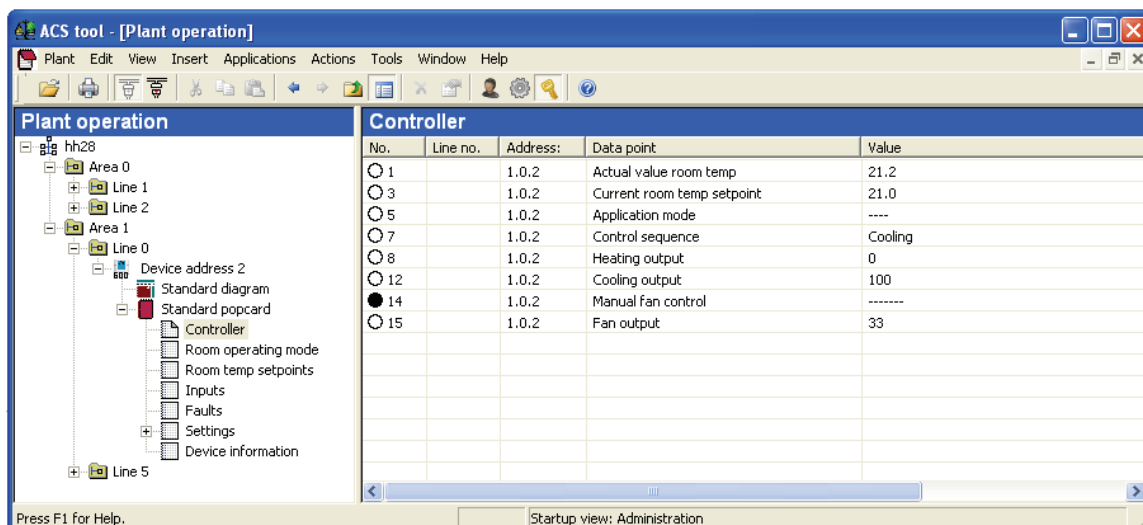 ACS tool - [Plant operation]
Plant Edit View Insert Applications Actions Tools Window Help
Plant operation
hh28
Area 0
Line 1
Line 2
Area 1
Line 0
Device address 2
Standard diagram
Standard popcard
Controller
Room operating mode
Room temp setpoints
Inputs
Faults
Settings
Device information
Line 5
Controller
No. Line no. Address: Data point Value
1 1.0.2 Actual value room temp 21.2
3 1.0.2 Current room temp setpoint 21.0
5 1.0.2 Application mode ----
7 1.0.2 Control sequence Cooling
8 1.0.2 Heating output 0
12 1.0.2 Cooling output 100
14 1.0.2 Manual fan control -------
15 1.0.2 Fan output 33
Press F1 for Help. Startup view: Administration